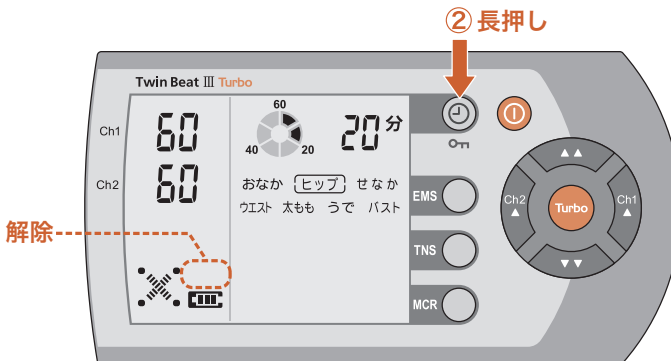 ② 長押し
Twin Beat III Turbo
Ch1 60
60
40 20
20分
Ch2 60
おなか ヒップ せなか
ウエスト 太もも うで バスト
解除
EMS
TNS
MCR
Ch2
Turbo
Ch1